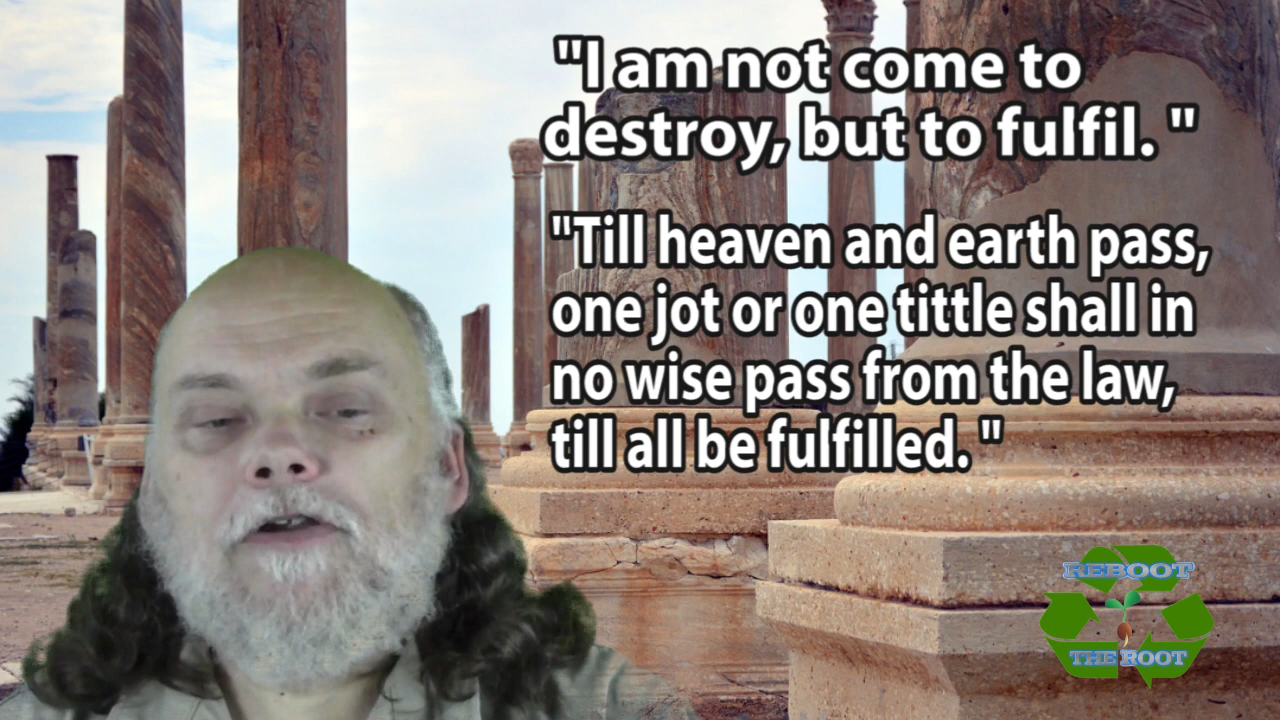 "I am not come to
destroy, but to fulfil. "
"Till heaven and earth pass,
one jot or one tittle shall in
no wise pass from the law,
till all be fulfilled. "
REBOOT
THE ROOT